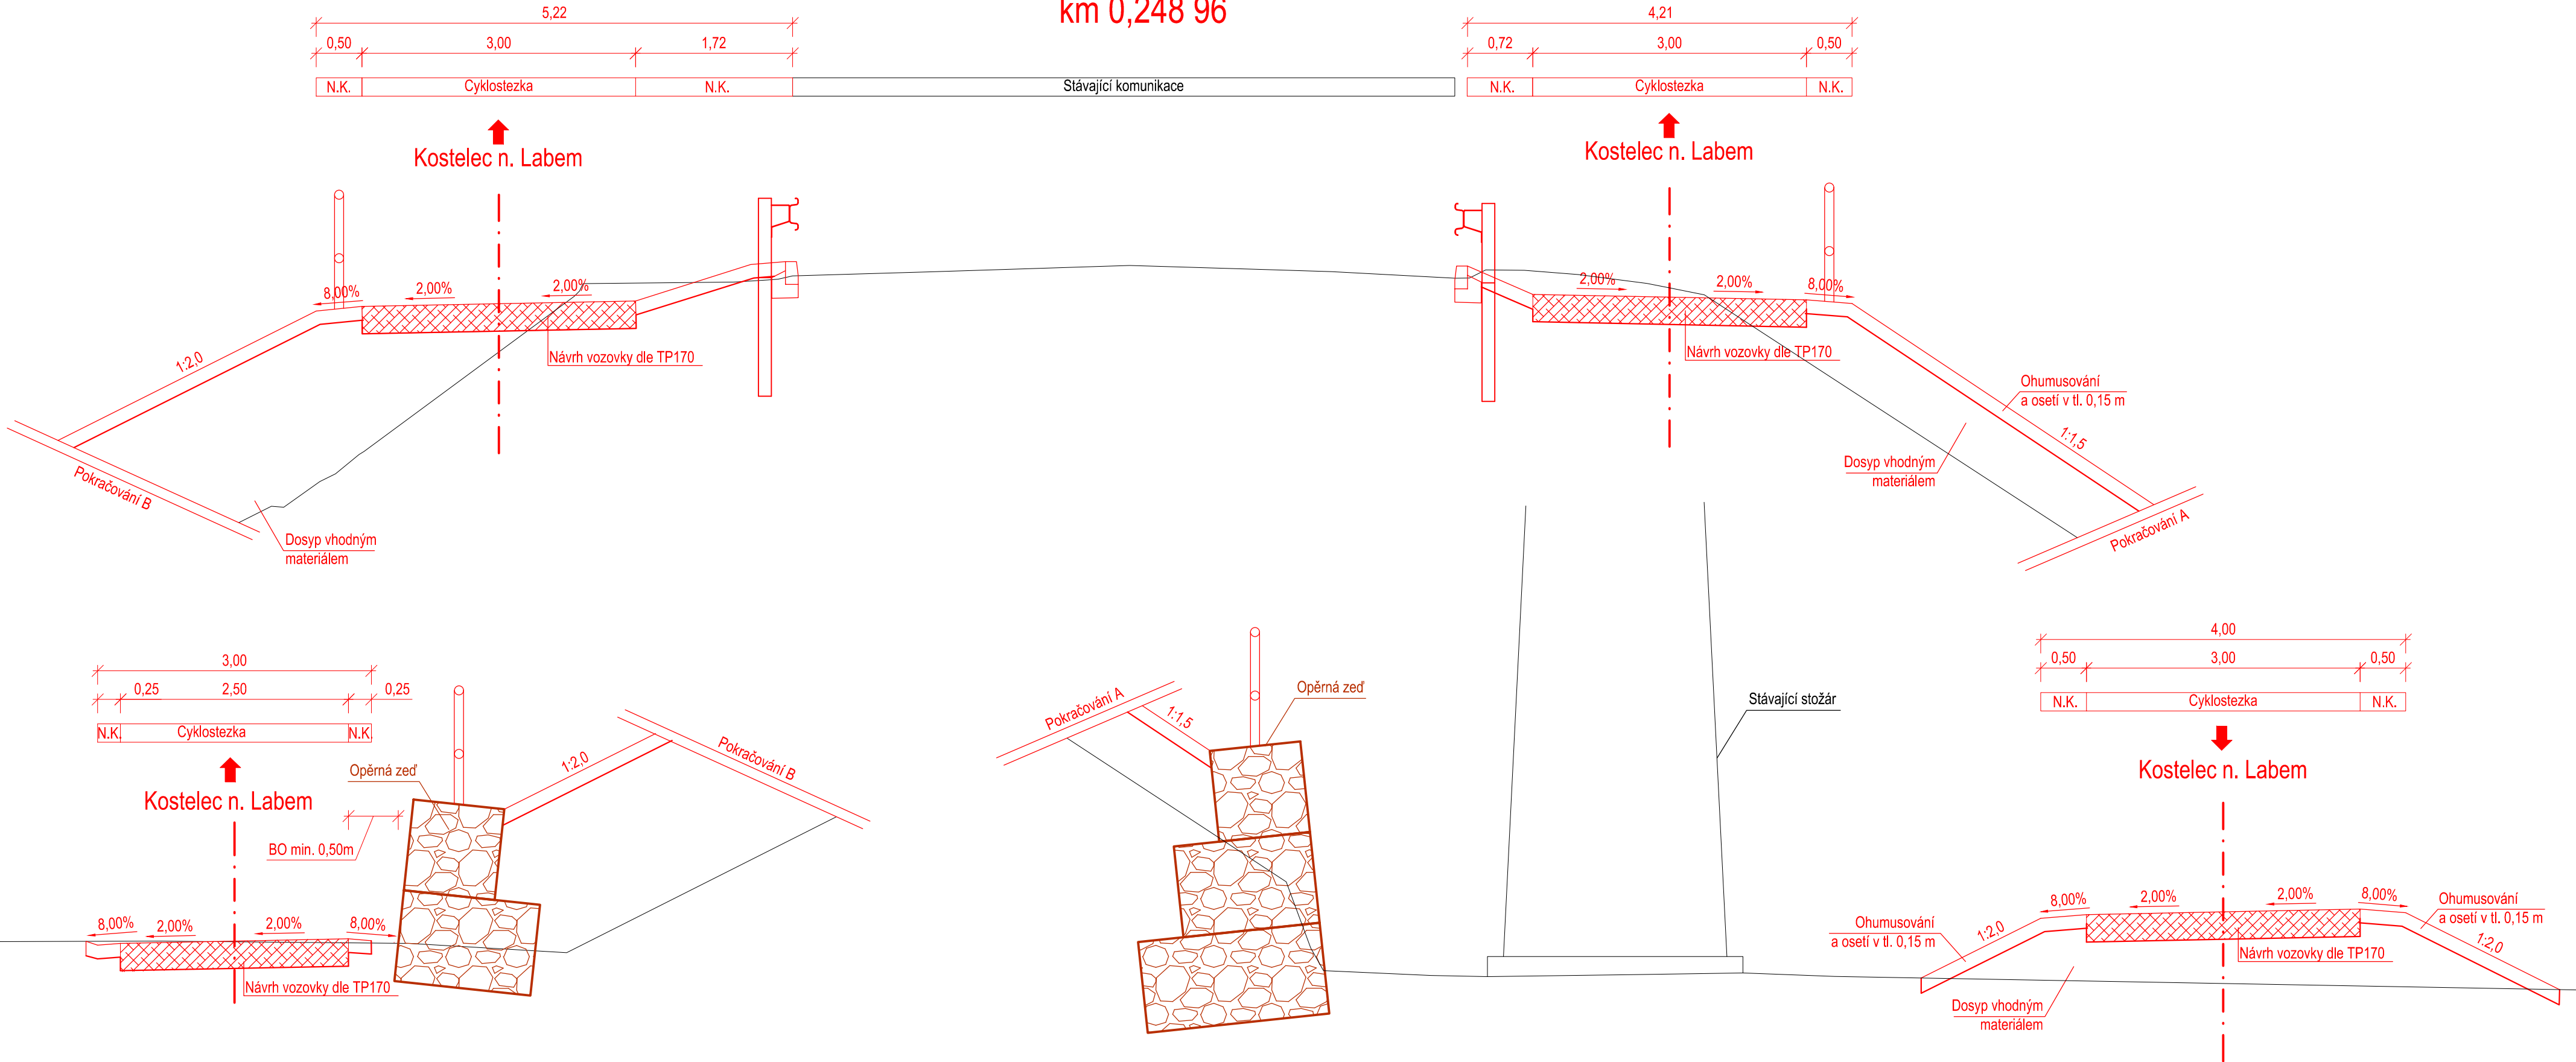 km 0,248 96
5,22
0,50 3,00 1,72
N.K. Cyklostezka N.K.
Stávající komunikace
4,21
0,72 3,00 0,50
N.K. Cyklostezka N.K.
Kostelec n. Labem
Kostelec n. Labem
8,00% 2,00% 2,00%
2,00% 2,00% 8,00%
1:2,0
Návrh vozovky dle TP170
Pokračování B
Dosyp vhodným
materiálem
Návrh vozovky dle TP170
Ohumusování
a osetí v tl. 0,15 m
1:1,5
Dosyp vhodným
materiálem
Pokračování A
3,00
0,25 2,50 0,25
N.K. Cyklostezka N.K.
Kostelec n. Labem
Opěrná zeď
1:2,0
Pokračování B
BO min. 0,50m
8,00% 2,00% 2,00% 8,00%
Návrh vozovky dle TP170
Pokračování A
1:1,5
Opěrná zeď
Stávající stožár
4,00
0,50 3,00 0,50
N.K. Cyklostezka N.K.
Kostelec n. Labem
8,00% 2,00% 2,00% 8,00%
Ohumusování
a osetí v tl. 0,15 m
1:2,0
Ohumusování
a osetí v tl. 0,15 m
1:2,0
Návrh vozovky dle TP170
Dosyp vhodným
materiálem